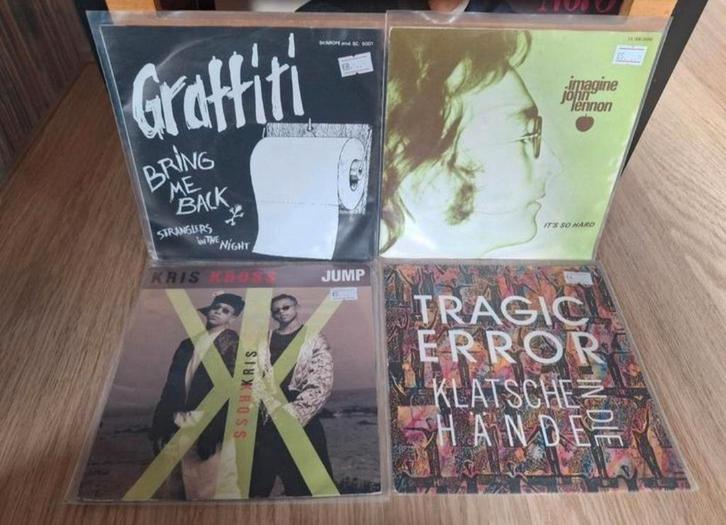 Graffiti
BRING
ME
BACK
STRANGLERS
IN THE
NIGHT
imagine
john
lennon
IT'S SO HARD
KRIS KROSS
JUMP
KRIS
KROSS
TRAGIC
ERROR
KLATSCHE
IN DIE
HANDE